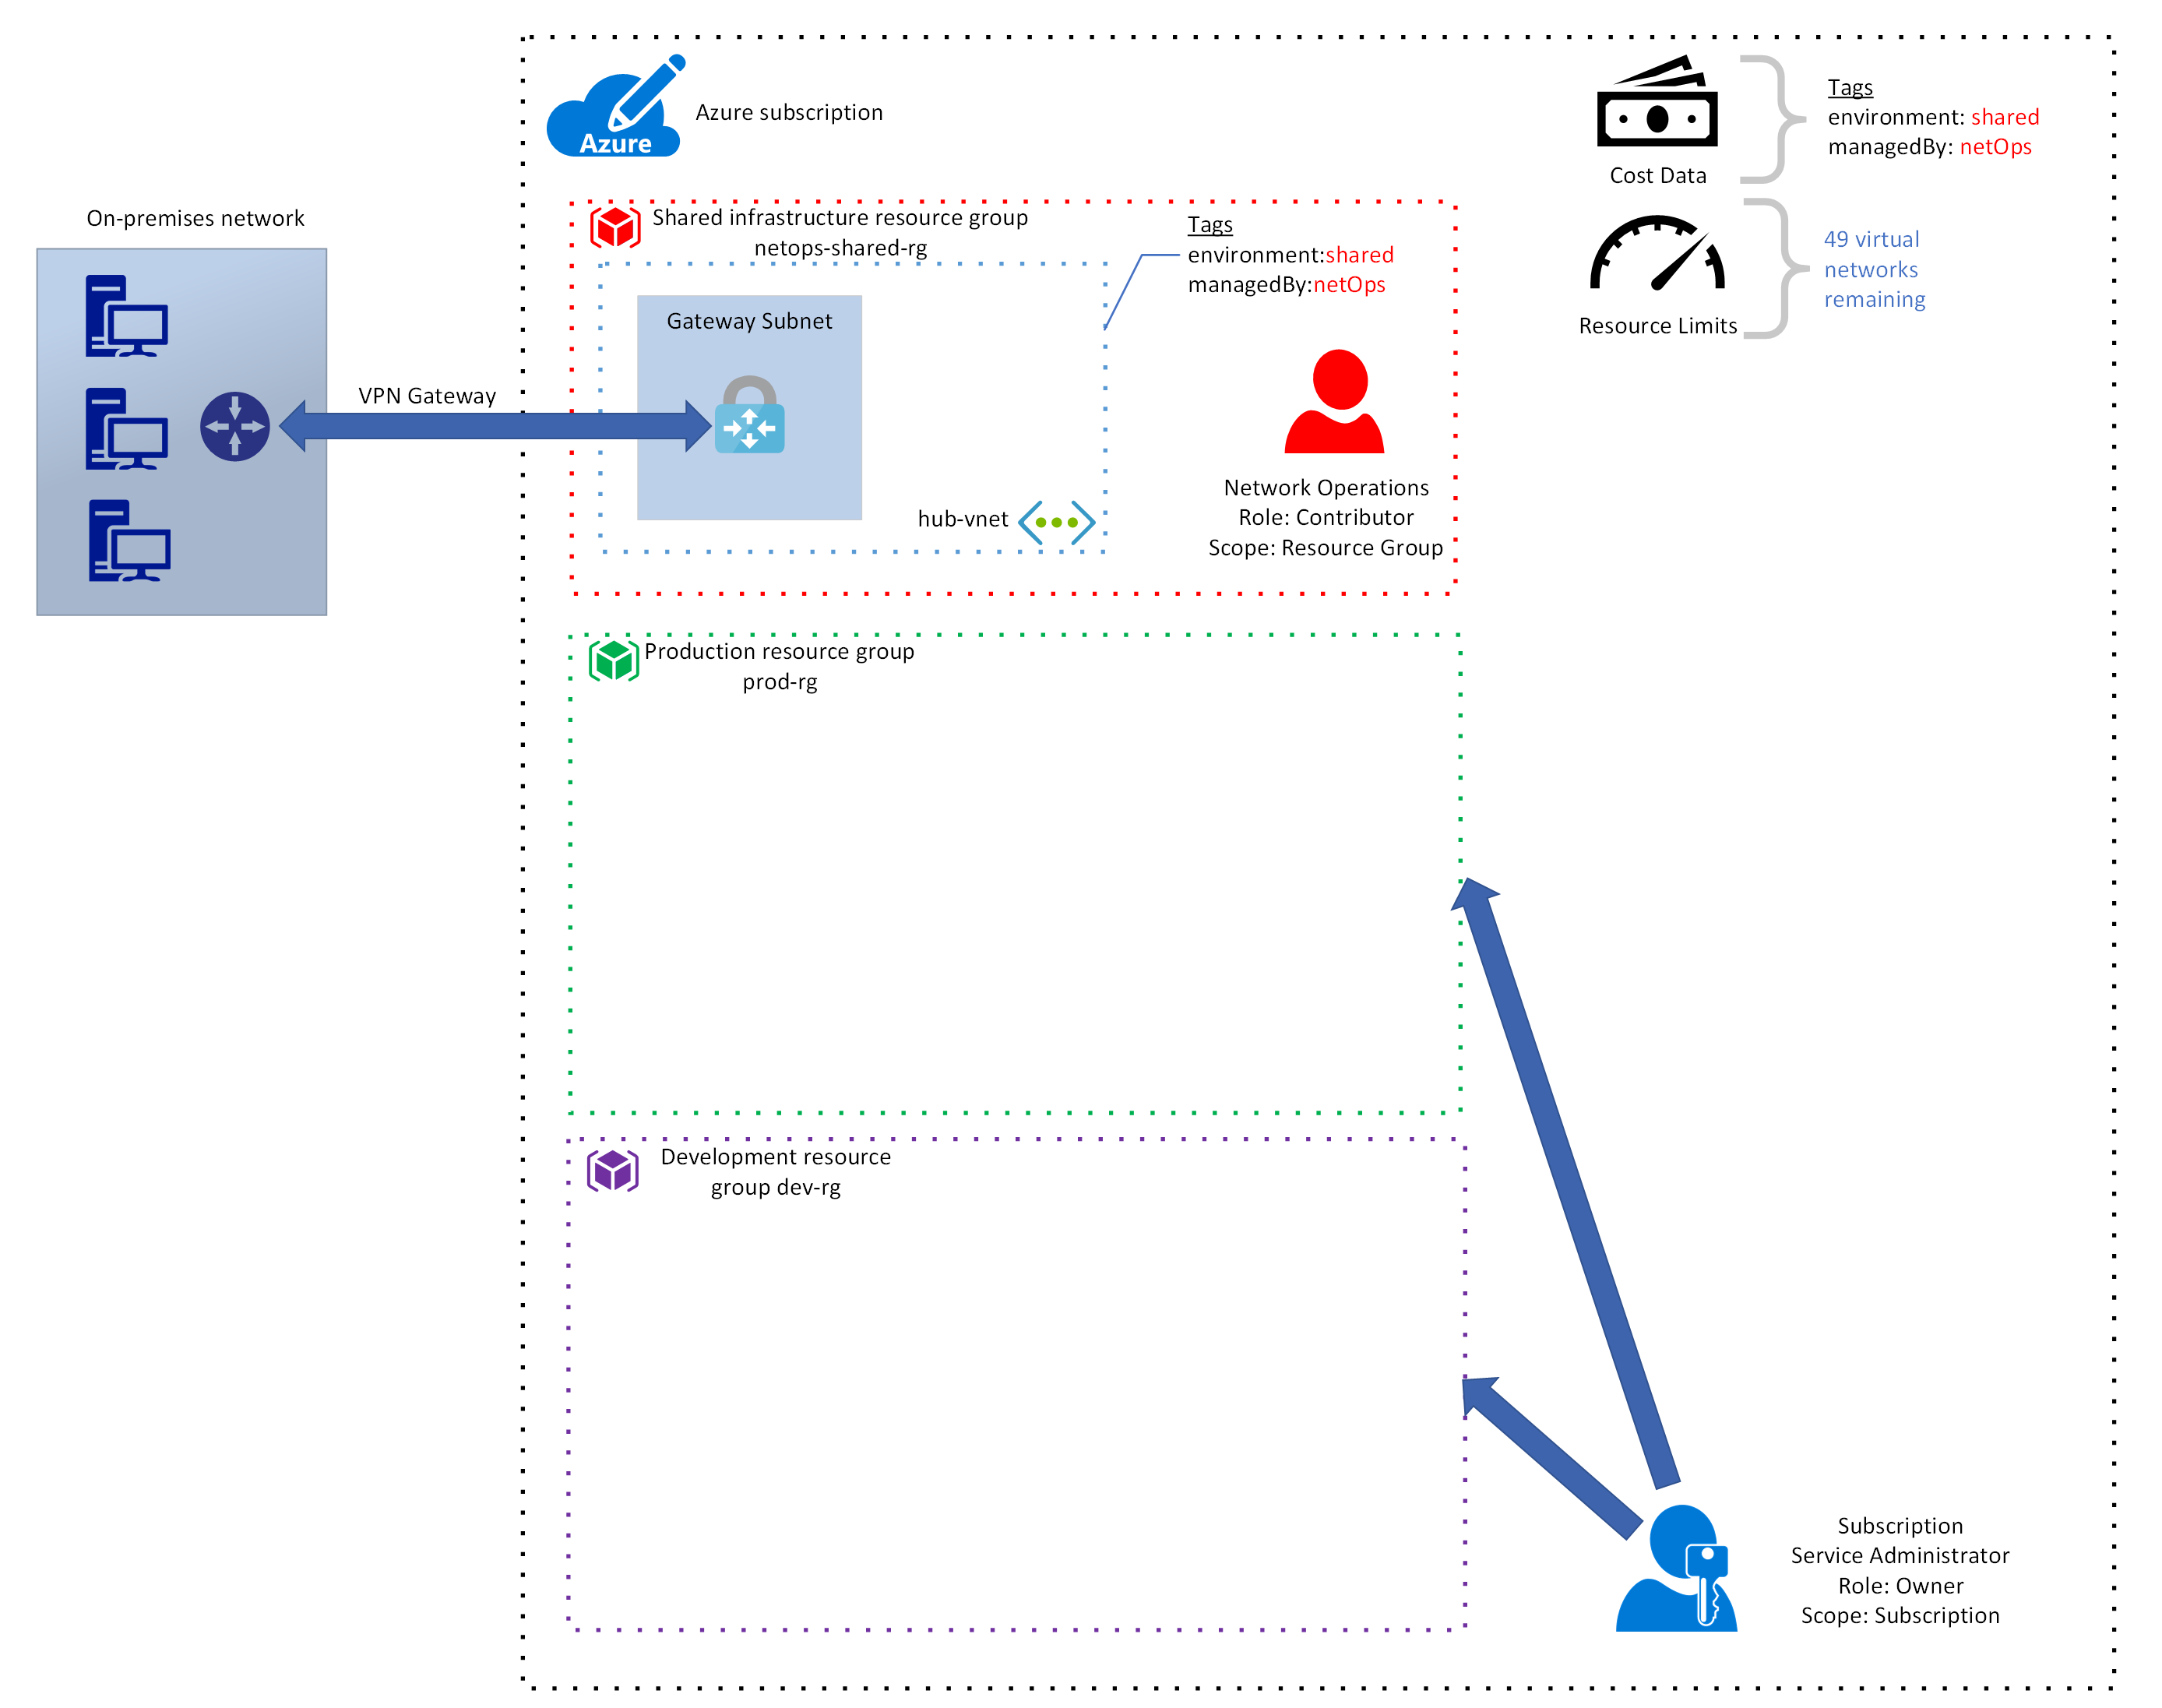 Azure
Azure subscription
Cost Data
Tags
environment: shared
managedBy: netOps
On-premises network
Shared infrastructure resource group
netops-shared-rg
Tags
environment:shared
managedBy:netOps
Resource Limits
49 virtual
networks
remaining
Gateway Subnet
VPN Gateway
hub-vnet
Network Operations
Role: Contributor
Scope: Resource Group
Production resource group
prod-rg
Development resource
group dev-rg
Subscription
Service Administrator
Role: Owner
Scope: Subscription